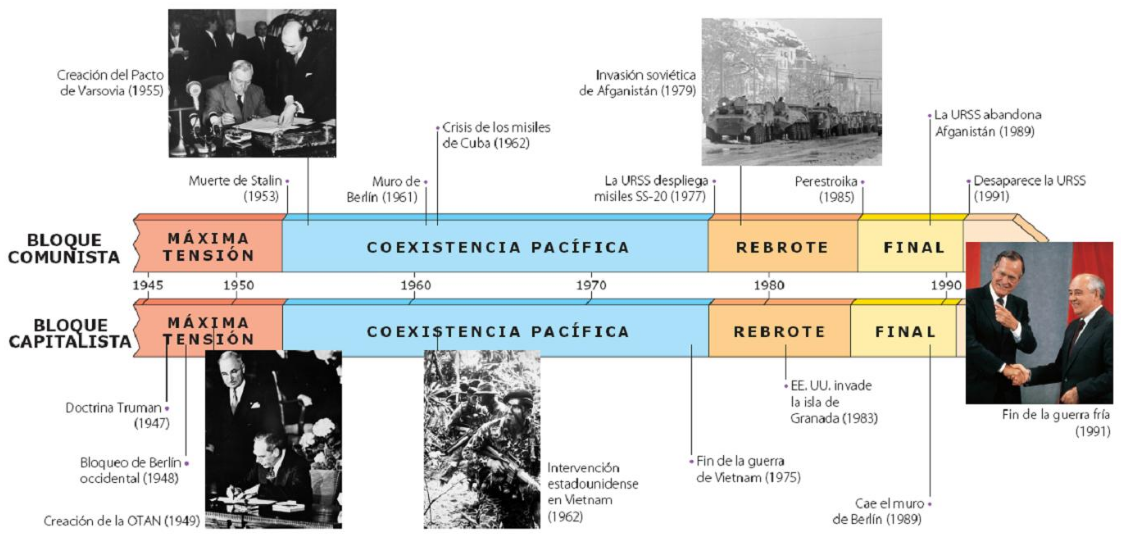 Creación del Pacto
de Varsovia (1955)
Invasión soviética
de Afganistán (1979)
Crisis de los misiles
de Cuba (1962)
La URSS abandona
Afganistán (1989)
Muerte de Stalin
(1953)
Muro de
Berlín (1961)
La URSS despliega
misiles SS-20 (1977)
Perestroika
(1985)
Desaparece la URSS
(1991)
BLOQUE
COMUNISTA
MÁXIMA
TENSIÓN
COEXISTENCIA PACÍFICA
REBROTE
FINAL
1945 1950 1960 1970 1980 1990
BLOQUE
CAPITALISTA
MÁXIMA
TENSIÓN
COEXISTENCIA PACÍFICA
REBROTE
FINAL
Doctrina Truman
(1947)
Bloqueo de Berlín
occidental (1948)
Creación de la OTAN (1949)
Intervención
estadounidense
en Vietnam
(1962)
Fin de la guerra
de Vietnam (1975)
EE. UU. invade
la isla de
Granada (1983)
Cae el muro
de Berlín (1989)
Fin de la guerra fría
(1991)